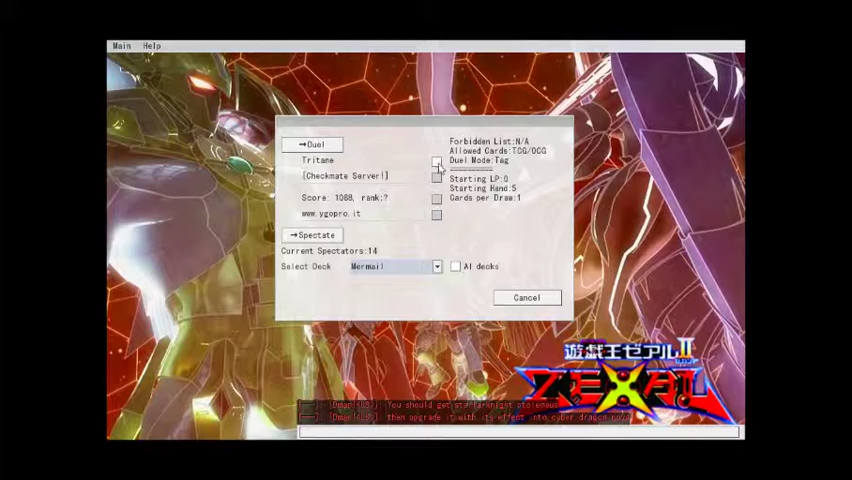 Main Help
→Duel
Tritane
[Checkmate Server!]
Score: 1088, rank:?
www.ygopro.it
→Spectate
Current Spectators:14
Select Deck Mermail AI decks
Forbidden List:N/A
Allowed Cards:TCG/OCG
Duel Mode:Tag
==========
Starting LP:0
Starting Hand:5
Cards per Draw:1
Cancel
遊戯王ゼアルII
ZEXAL
You should get
then upgrade it with its effect into cyber dragon nova